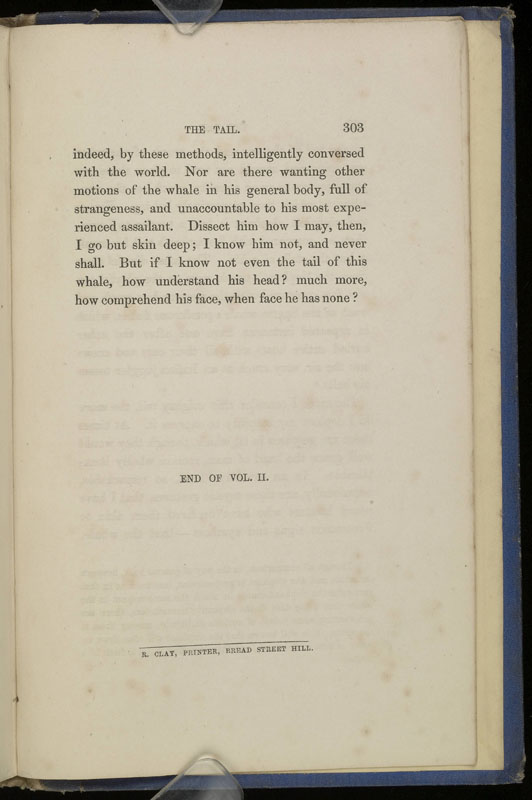 THE TAIL. 303
indeed, by these methods, intelligently conversed
with the world. Nor are there wanting other
motions of the whale in his general body, full of
strangeness, and unaccountable to his most expe-
rienced assailant. Dissect him how I may, then,
I go but skin deep; I know him not, and never
shall. But if I know not even the tail of this
whale, how understand his head? much more,
how comprehend his face, when face he has none?
END OF VOL. II.
R. CLAY, PRINTER, BREAD STREET HILL.